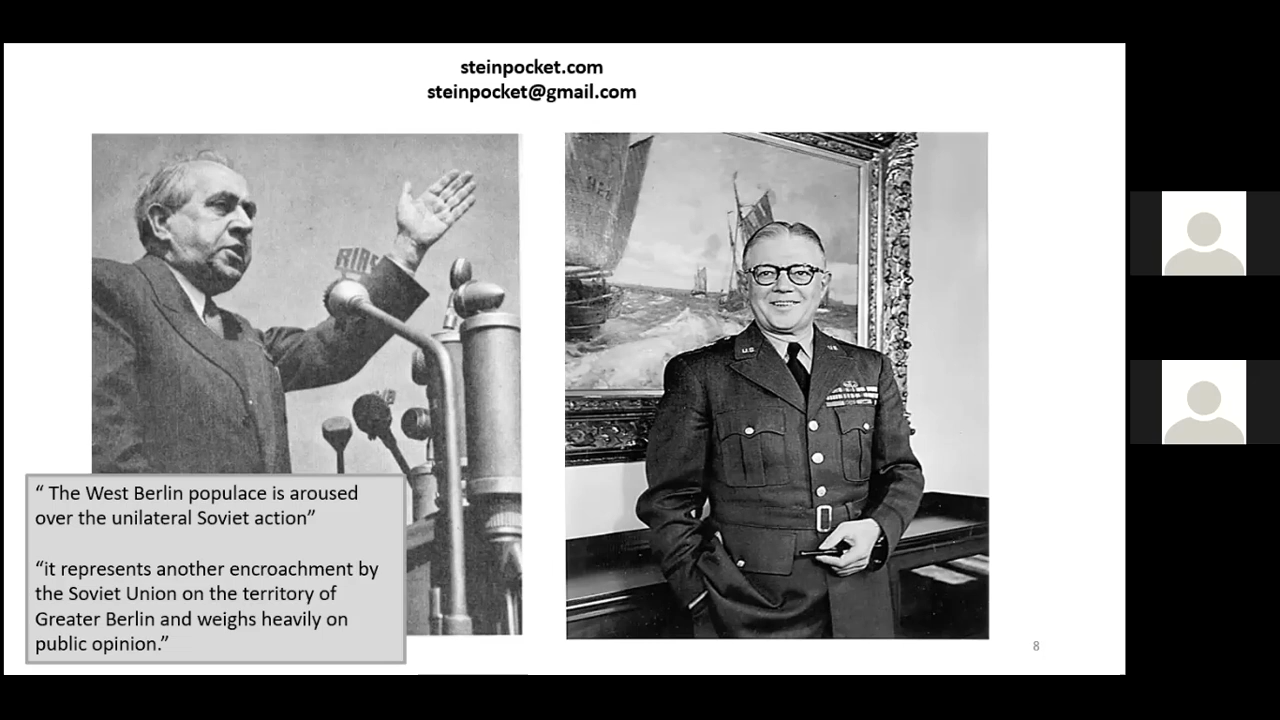 steinpocket.com
steinpocket@gmail.com
RIAS
U.S.
U.S.
“ The West Berlin populace is aroused
over the unilateral Soviet action”
“it represents another encroachment by
the Soviet Union on the territory of
Greater Berlin and weighs heavily on
public opinion.”
8